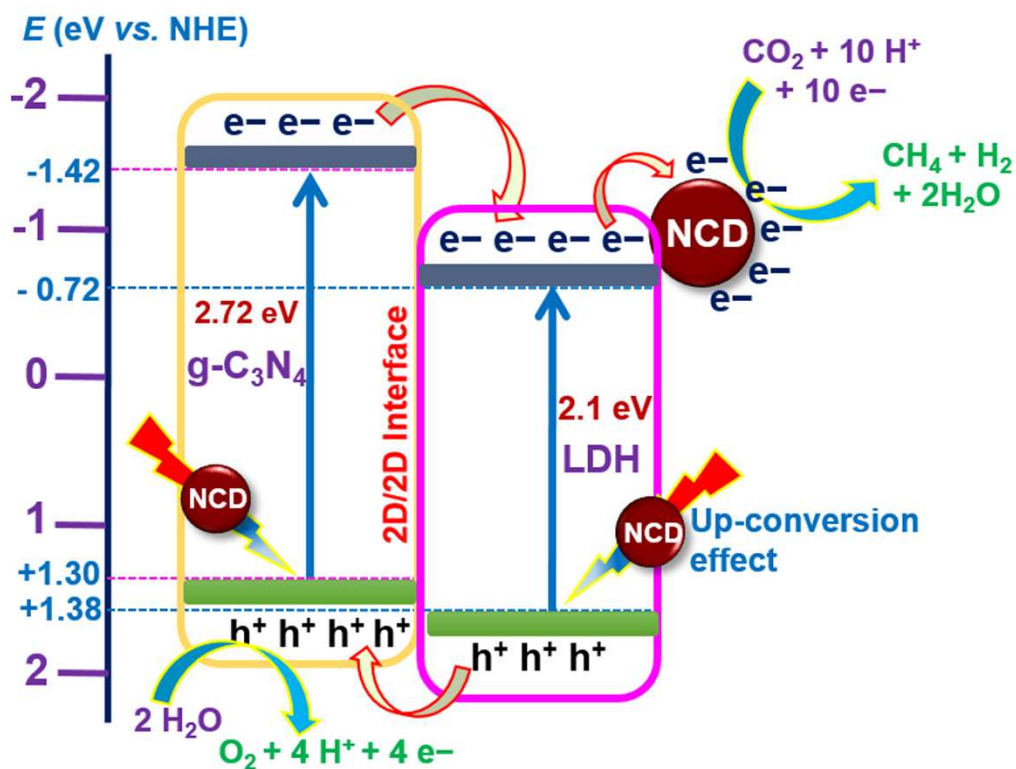 E (eV vs. NHE)
-2
-1.42
-1
- 0.72
0
1
+1.30
+1.38
2
e− e− e−
2.72 eV
g-C₃N₄
NCD
h⁺ h⁺ h⁺ h⁺
2 H₂O
O₂ + 4 H⁺ + 4 e−
2D/2D Interface
e− e− e− e−
2.1 eV
LDH
NCD
Up-conversion
effect
h⁺ h⁺ h⁺
CO₂ + 10 H⁺
+ 10 e−
e−
e−
NCD
e−
e−
e−
CH₄ + H₂
+ 2H₂O